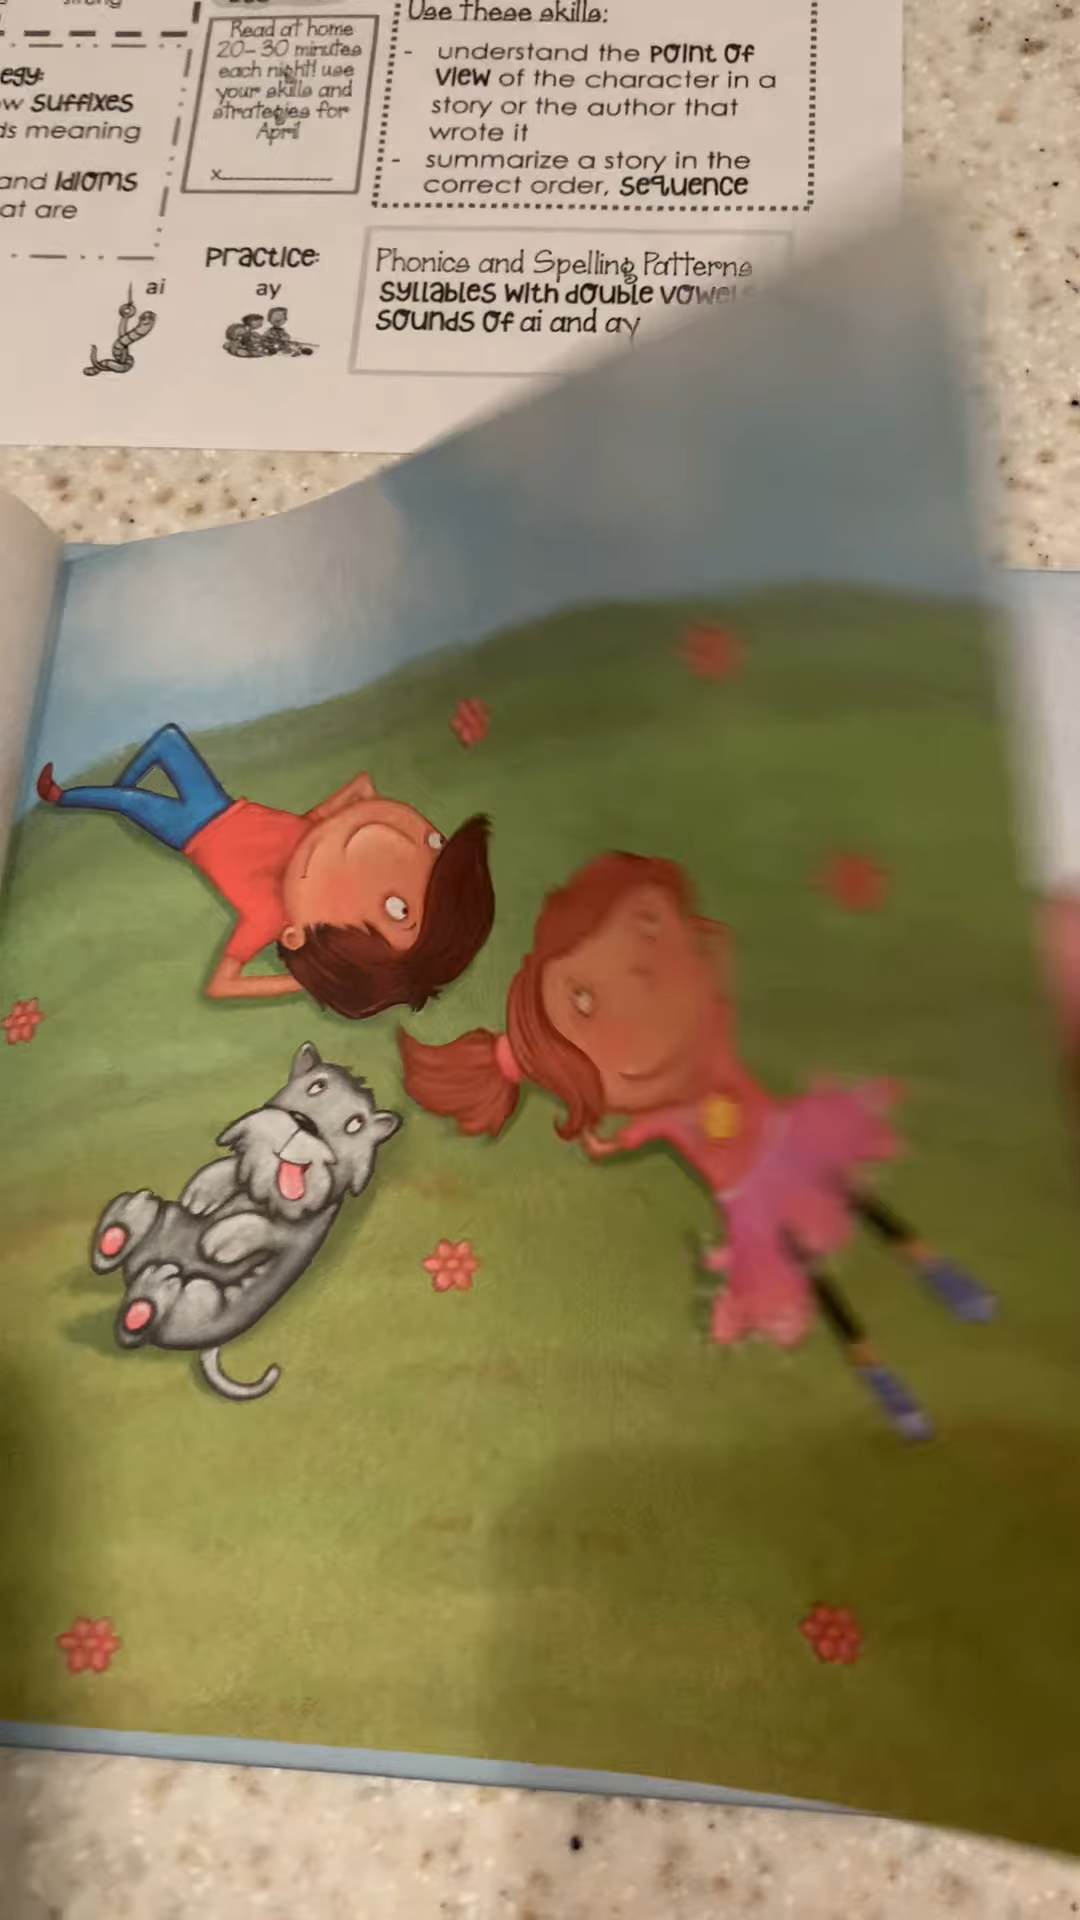 egy:
w suffixes
ds meaning
and Idioms
at are
Read at home
20-30 minutes
each night! use
your skills and
strategies for
April
x
Use these skills:
- understand the Point of
View of the character in a
story or the author that
wrote it
- summarize a story in the
correct order, sequence
Practice:
ai
ay
Phonics and Spelling Patterns
syllables with double vowels
sounds of ai and ay